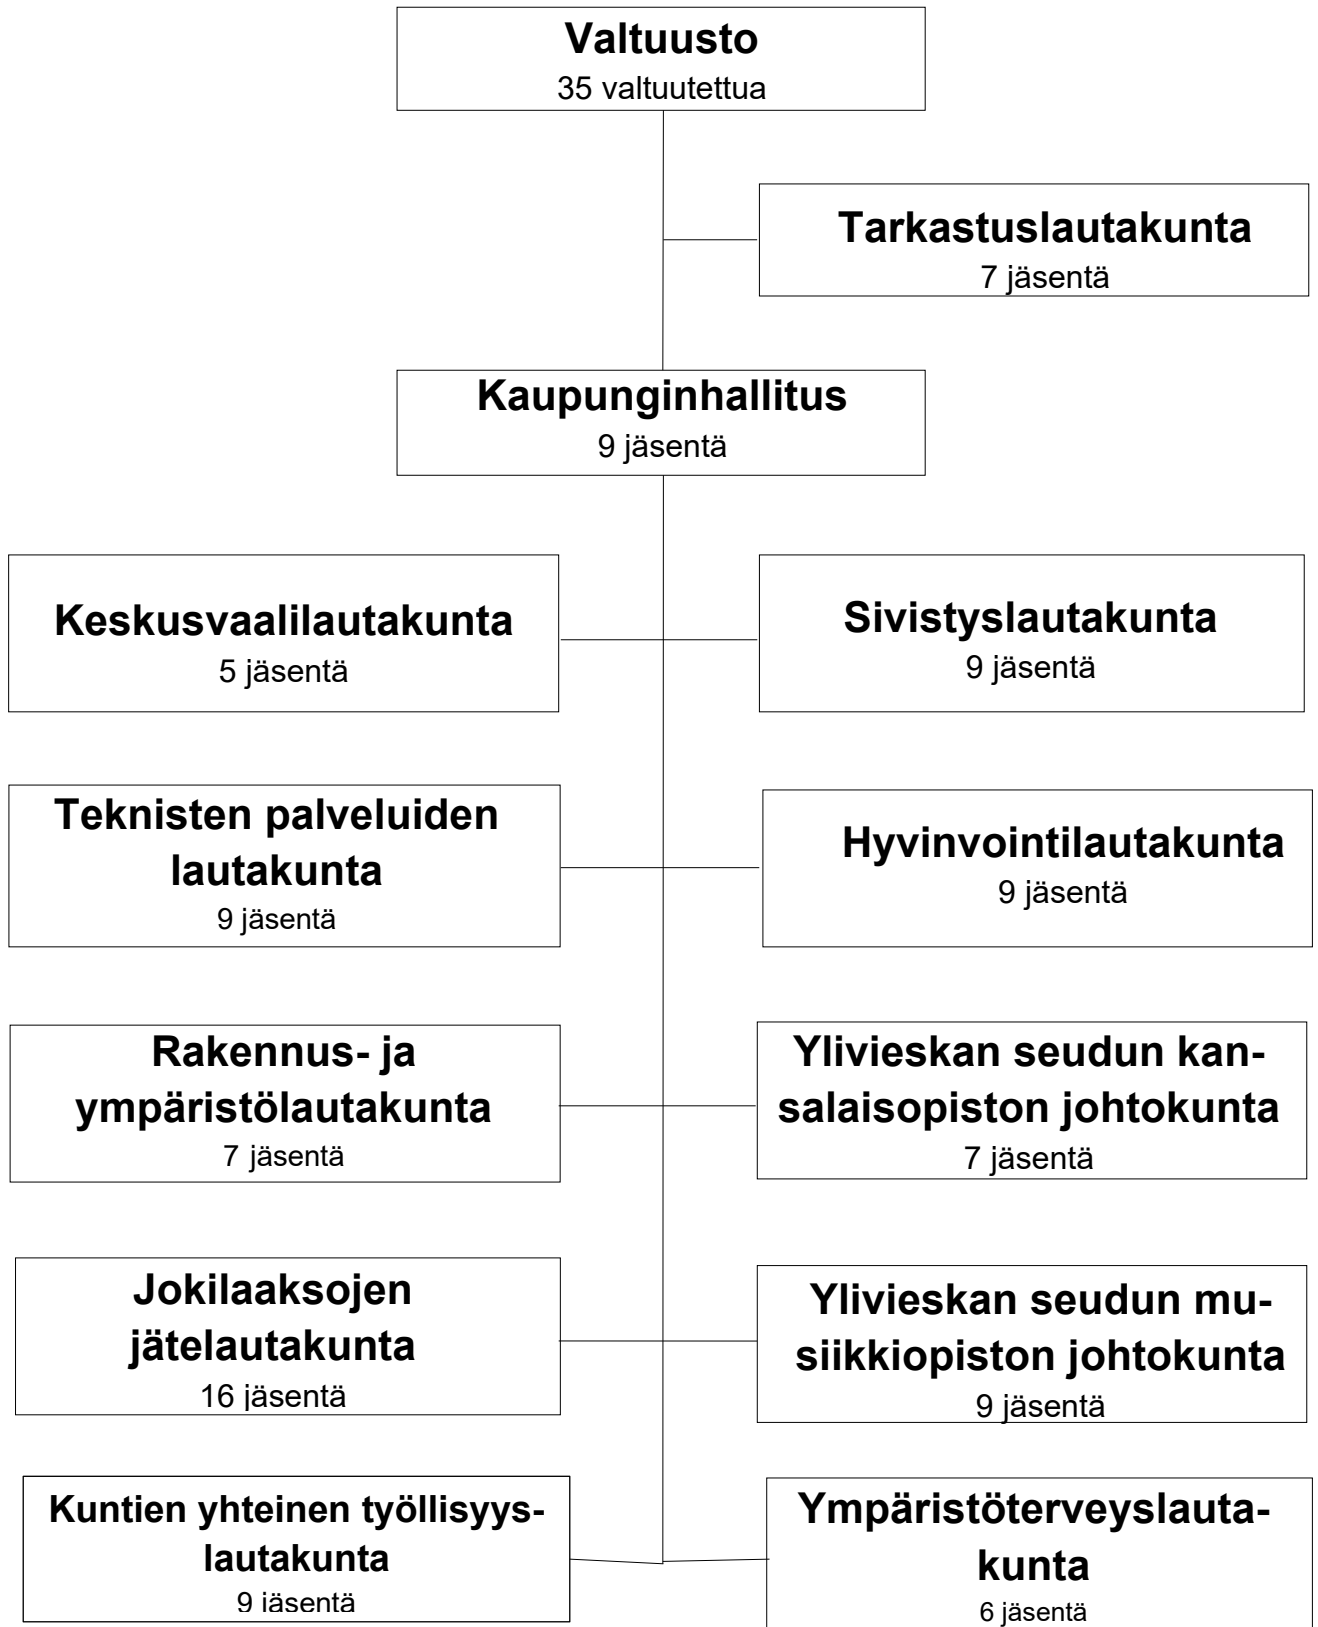 Valtuusto
35 valtuutettua
Tarkastuslautakunta
7 jäsentä
Kaupunginhallitus
9 jäsentä
Keskusvaalilautakunta
5 jäsentä
Sivistyslautakunta
9 jäsentä
Teknisten palveluiden
lautakunta
9 jäsentä
Hyvinvointilautakunta
9 jäsentä
Rakennus- ja
ympäristölautakunta
7 jäsentä
Ylivieskan seudun kan-
salaisopiston johtokunta
7 jäsentä
Jokilaaksojen
jätelautakunta
16 jäsentä
Ylivieskan seudun mu-
siikkiopiston johtokunta
9 jäsentä
Kuntien yhteinen työllisyys-
lautakunta
9 jäsentä
Ympäristöterveyslauta-
kunta
6 jäsentä